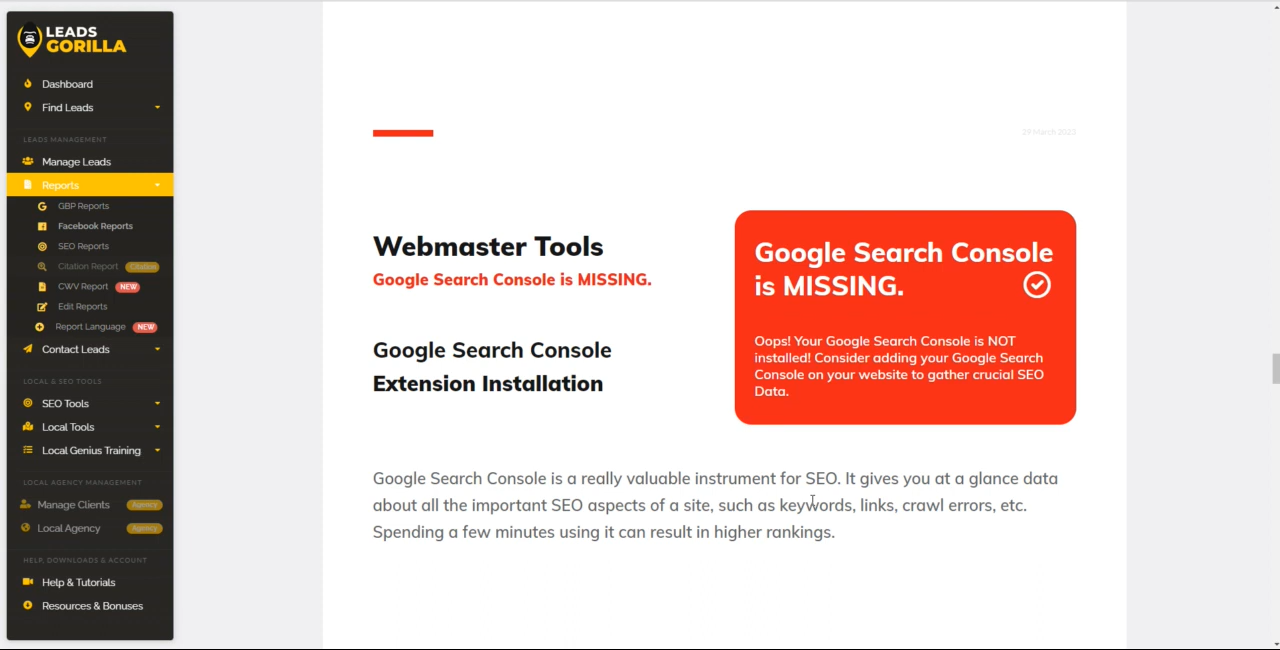 LEADS
GORILLA
Dashboard
Find Leads
LEADS MANAGEMENT
Manage Leads
Reports
GBP Reports
Facebook Reports
SEO Reports
Citation Report Citation
CWV Report NEW
Edit Reports
Report Language NEW
Contact Leads
LOCAL & SEO TOOLS
SEO Tools
Local Tools
Local Genius Training
LOCAL AGENCY MANAGEMENT
Manage Clients Agency
Local Agency Agency
HELP, DOWNLOADS & ACCOUNT
Help & Tutorials
Resources & Bonuses
29 March 2023
Webmaster Tools
Google Search Console is MISSING.
Google Search Console
Extension Installation
Google Search Console
is MISSING.
Oops! Your Google Search Console is NOT
installed! Consider adding your Google Search
Console on your website to gather crucial SEO
Data.
Google Search Console is a really valuable instrument for SEO. It gives you at a glance data
about all the important SEO aspects of a site, such as keywords, links, crawl errors, etc.
Spending a few minutes using it can result in higher rankings.